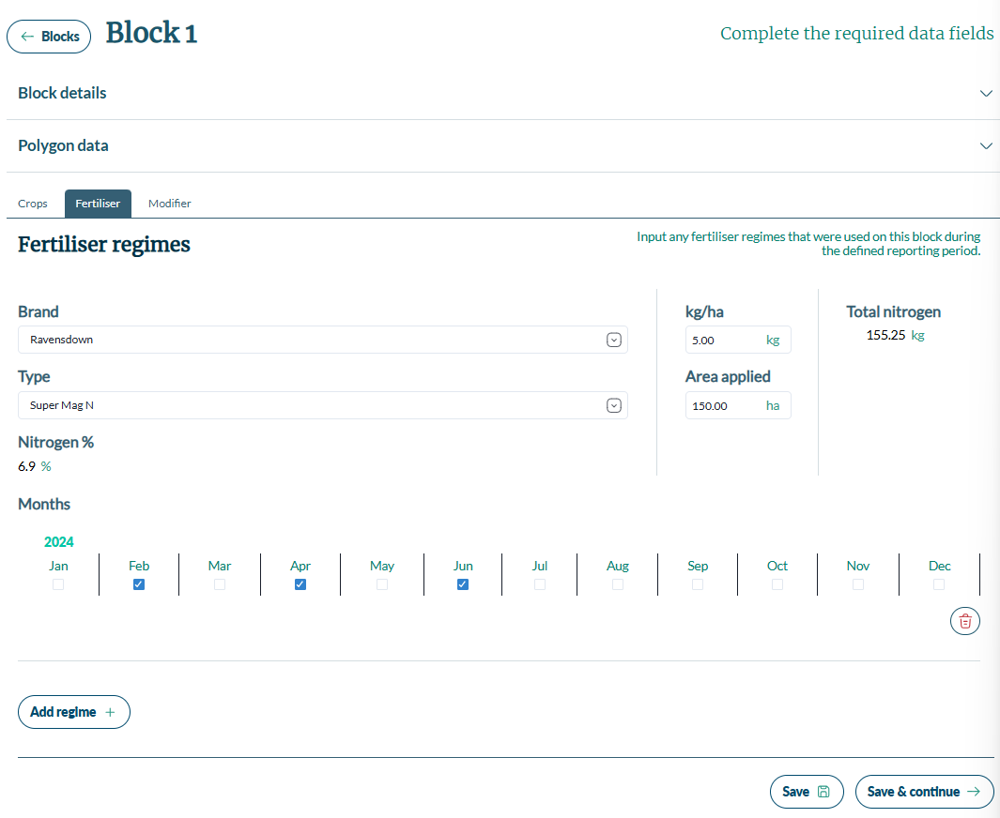 Blocks
Block 1
Complete the required data fields
Block details
Polygon data
Crops
Fertiliser
Modifier
Fertiliser regimes
Input any fertiliser regimes that were used on this block during
the defined reporting period.
Brand
Ravensdown
kg/ha
5.00 kg
Total nitrogen
155.25 kg
Type
Super Mag N
Area applied
150.00 ha
Nitrogen %
6.9 %
Months
2024
Jan Feb Mar Apr May Jun Jul Aug Sep Oct Nov Dec
Add regime
Save
Save & continue